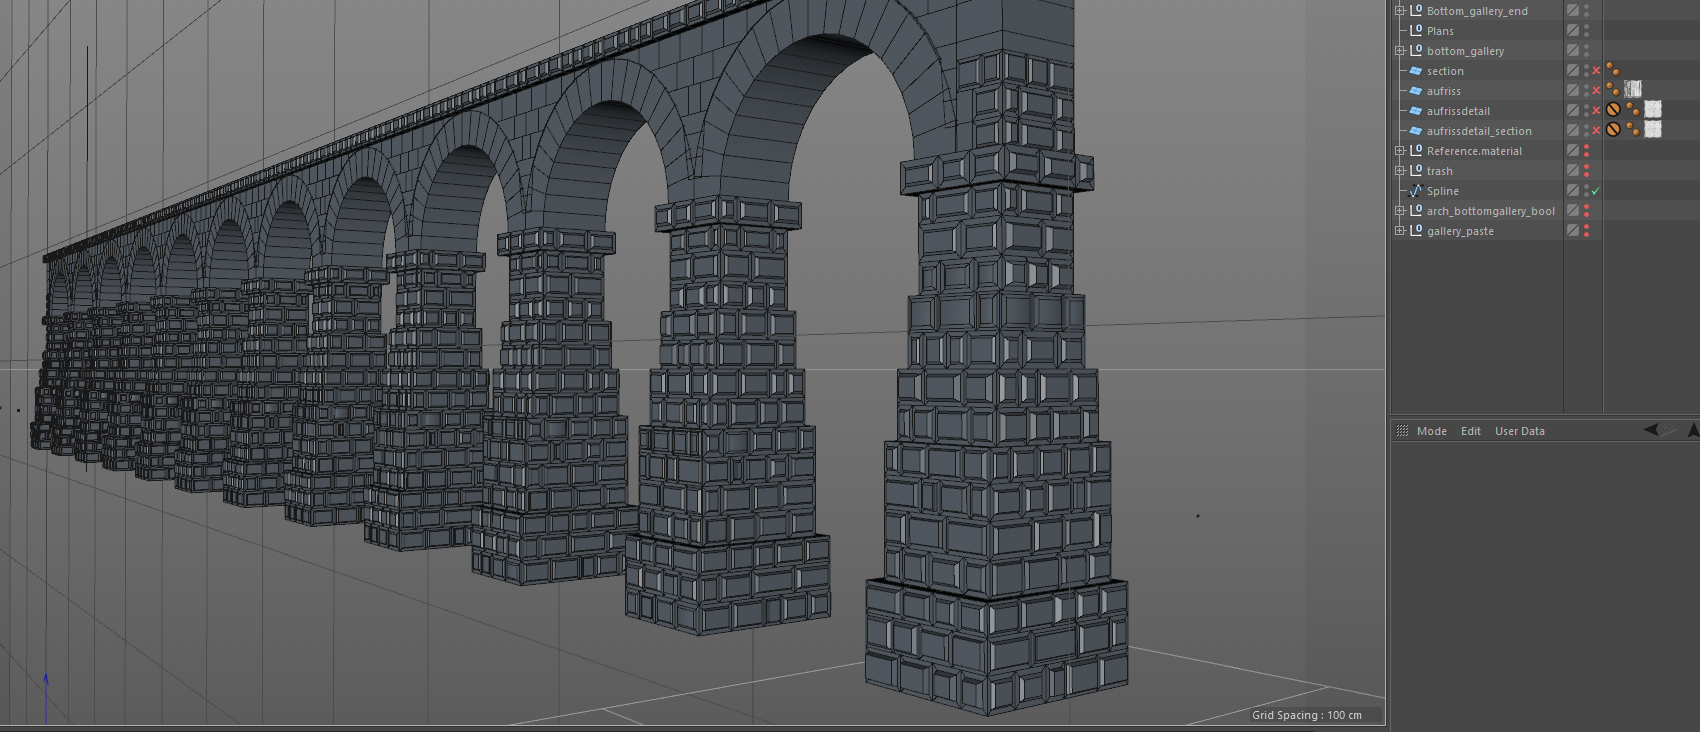 Bottom_gallery_end
Plans
bottom_gallery
section
aufriss
aufrissdetail
aufrissdetail_section
Reference.material
trash
Spline
arch_bottomgallery_bool
gallery_paste
Mode Edit User Data
Grid Spacing : 100 cm